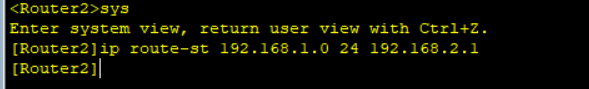 <Router2>sys
Enter system view, return user view with Ctrl+Z.
[Router2]ip route-st 192.168.1.0 24 192.168.2.1
[Router2]